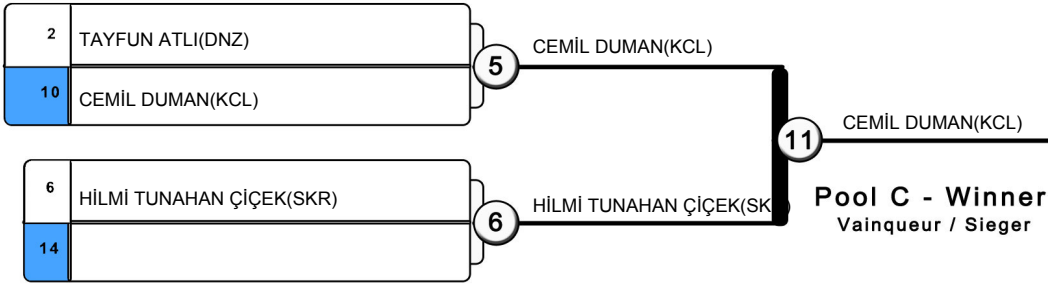 2 TAYFUN ATLI(DNZ)
10 CEMİL DUMAN(KCL)
5
CEMİL DUMAN(KCL)
6 HİLMİ TUNAHAN ÇİÇEK(SKR)
14
6
HİLMİ TUNAHAN ÇİÇEK(SK )
11
CEMİL DUMAN(KCL)
Pool C - Winner
Vainqueur / Sieger